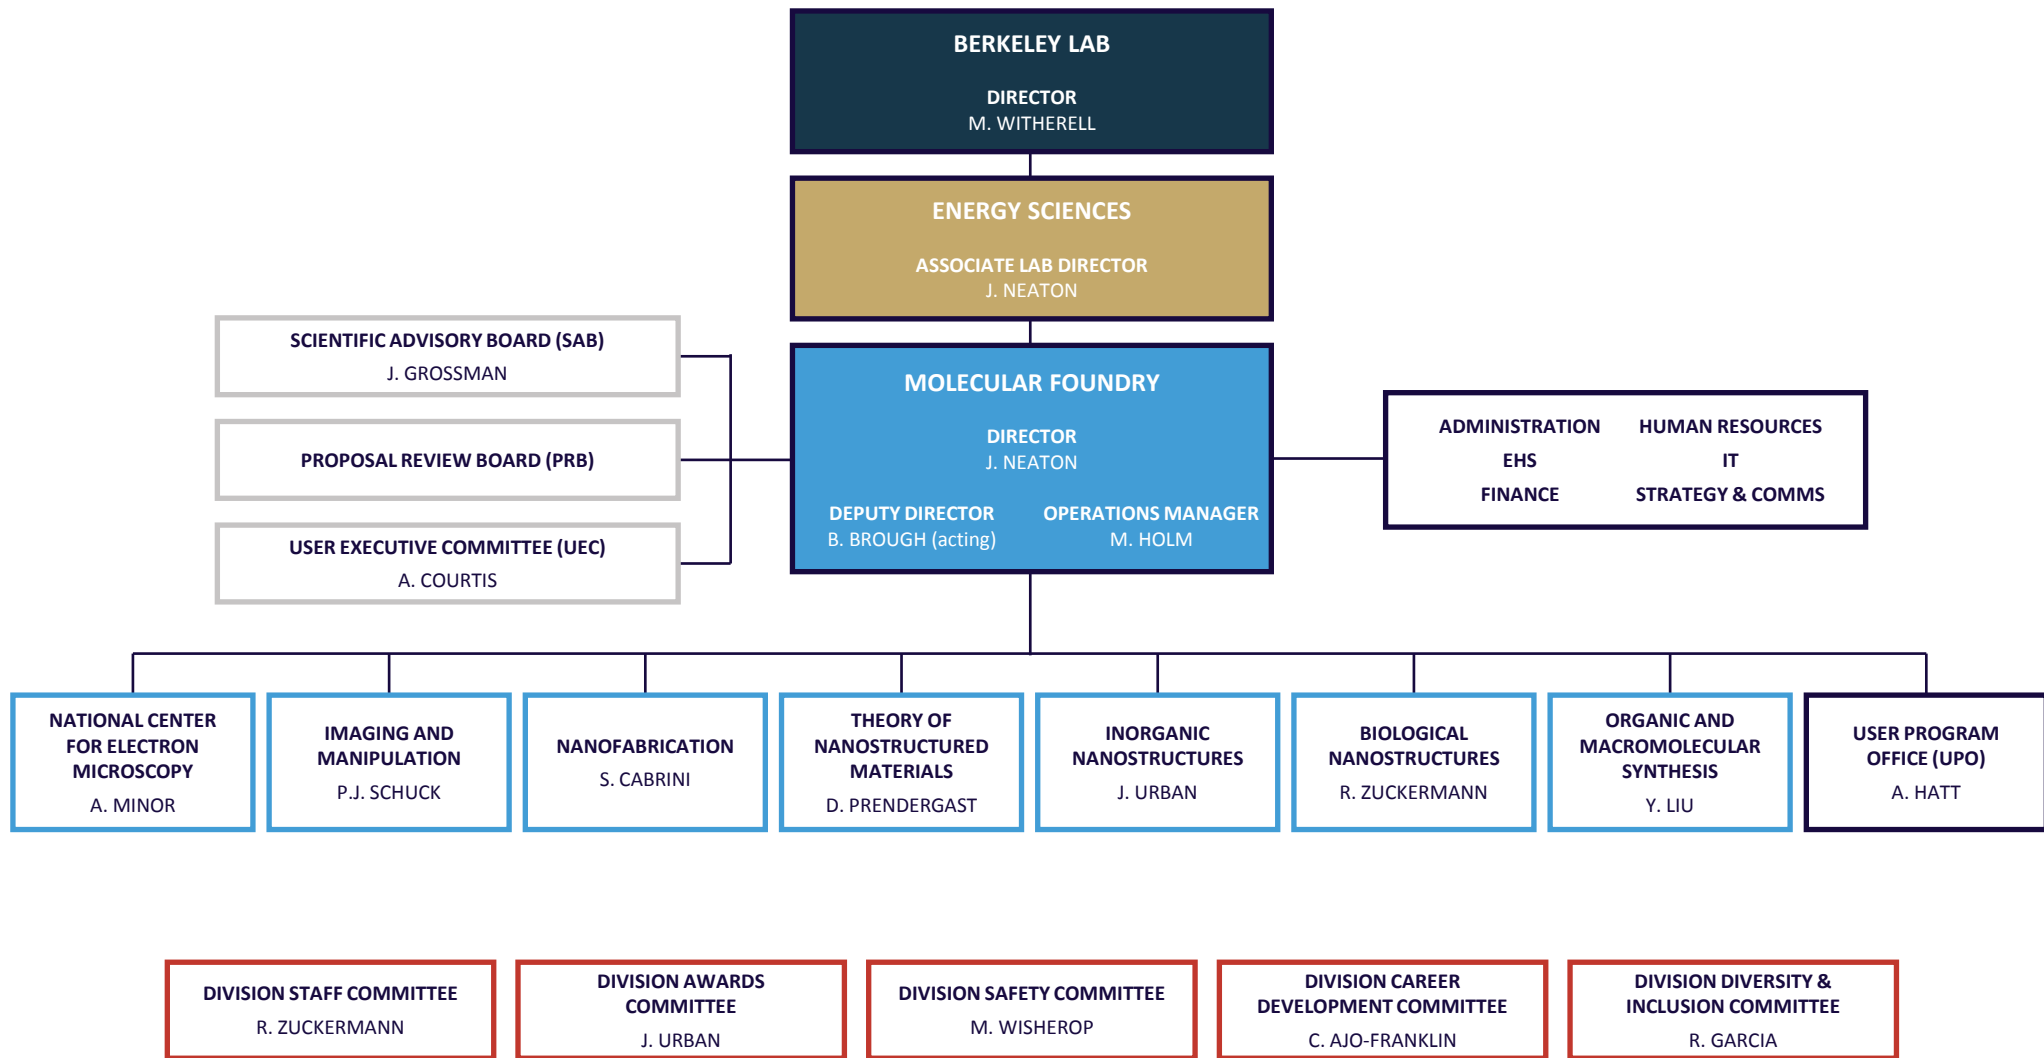 BERKELEY LAB
DIRECTOR
M. WITHERELL
ENERGY SCIENCES
ASSOCIATE LAB DIRECTOR
J. NEATON
SCIENTIFIC ADVISORY BOARD (SAB)
J. GROSSMAN
PROPOSAL REVIEW BOARD (PRB)
USER EXECUTIVE COMMITTEE (UEC)
A. COURTIS
MOLECULAR FOUNDRY
DIRECTOR
J. NEATON
DEPUTY DIRECTOR
B. BROUGH (acting)
OPERATIONS MANAGER
M. HOLM
ADMINISTRATION
EHS
FINANCE
HUMAN RESOURCES
IT
STRATEGY & COMMS
NATIONAL CENTER
FOR ELECTRON
MICROSCOPY
A. MINOR
IMAGING AND
MANIPULATION
P.J. SCHUCK
NANOFABRICATION
S. CABRINI
THEORY OF
NANOSTRUCTURED
MATERIALS
D. PRENDERGAST
INORGANIC
NANOSTRUCTURES
J. URBAN
BIOLOGICAL
NANOSTRUCTURES
R. ZUCKERMANN
ORGANIC AND
MACROMOLECULAR
SYNTHESIS
Y. LIU
USER PROGRAM
OFFICE (UPO)
A. HATT
DIVISION STAFF COMMITTEE
R. ZUCKERMANN
DIVISION AWARDS
COMMITTEE
J. URBAN
DIVISION SAFETY COMMITTEE
M. WISHEROP
DIVISION CAREER
DEVELOPMENT COMMITTEE
C. AJO-FRANKLIN
DIVISION DIVERSITY &
INCLUSION COMMITTEE
R. GARCIA